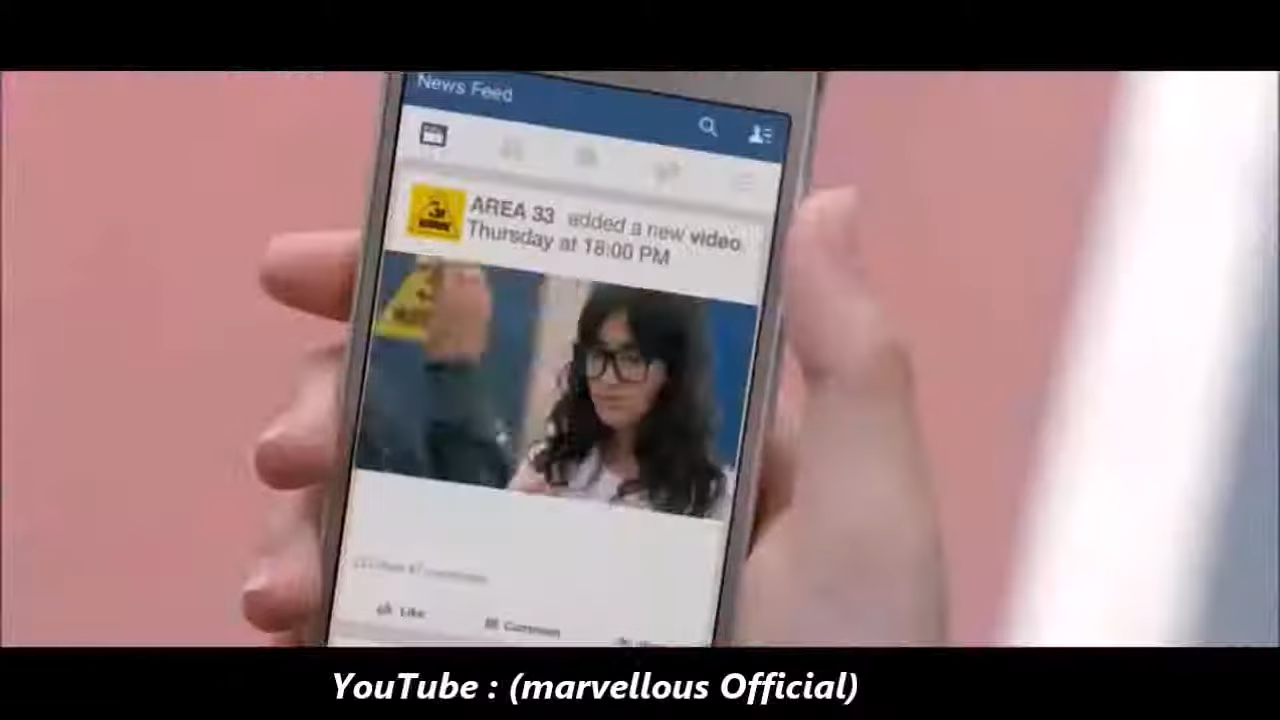 News Feed
AREA 33 added a new video.
Thursday at 18:00 PM
Like
Comment
YouTube : (marvellous Official)